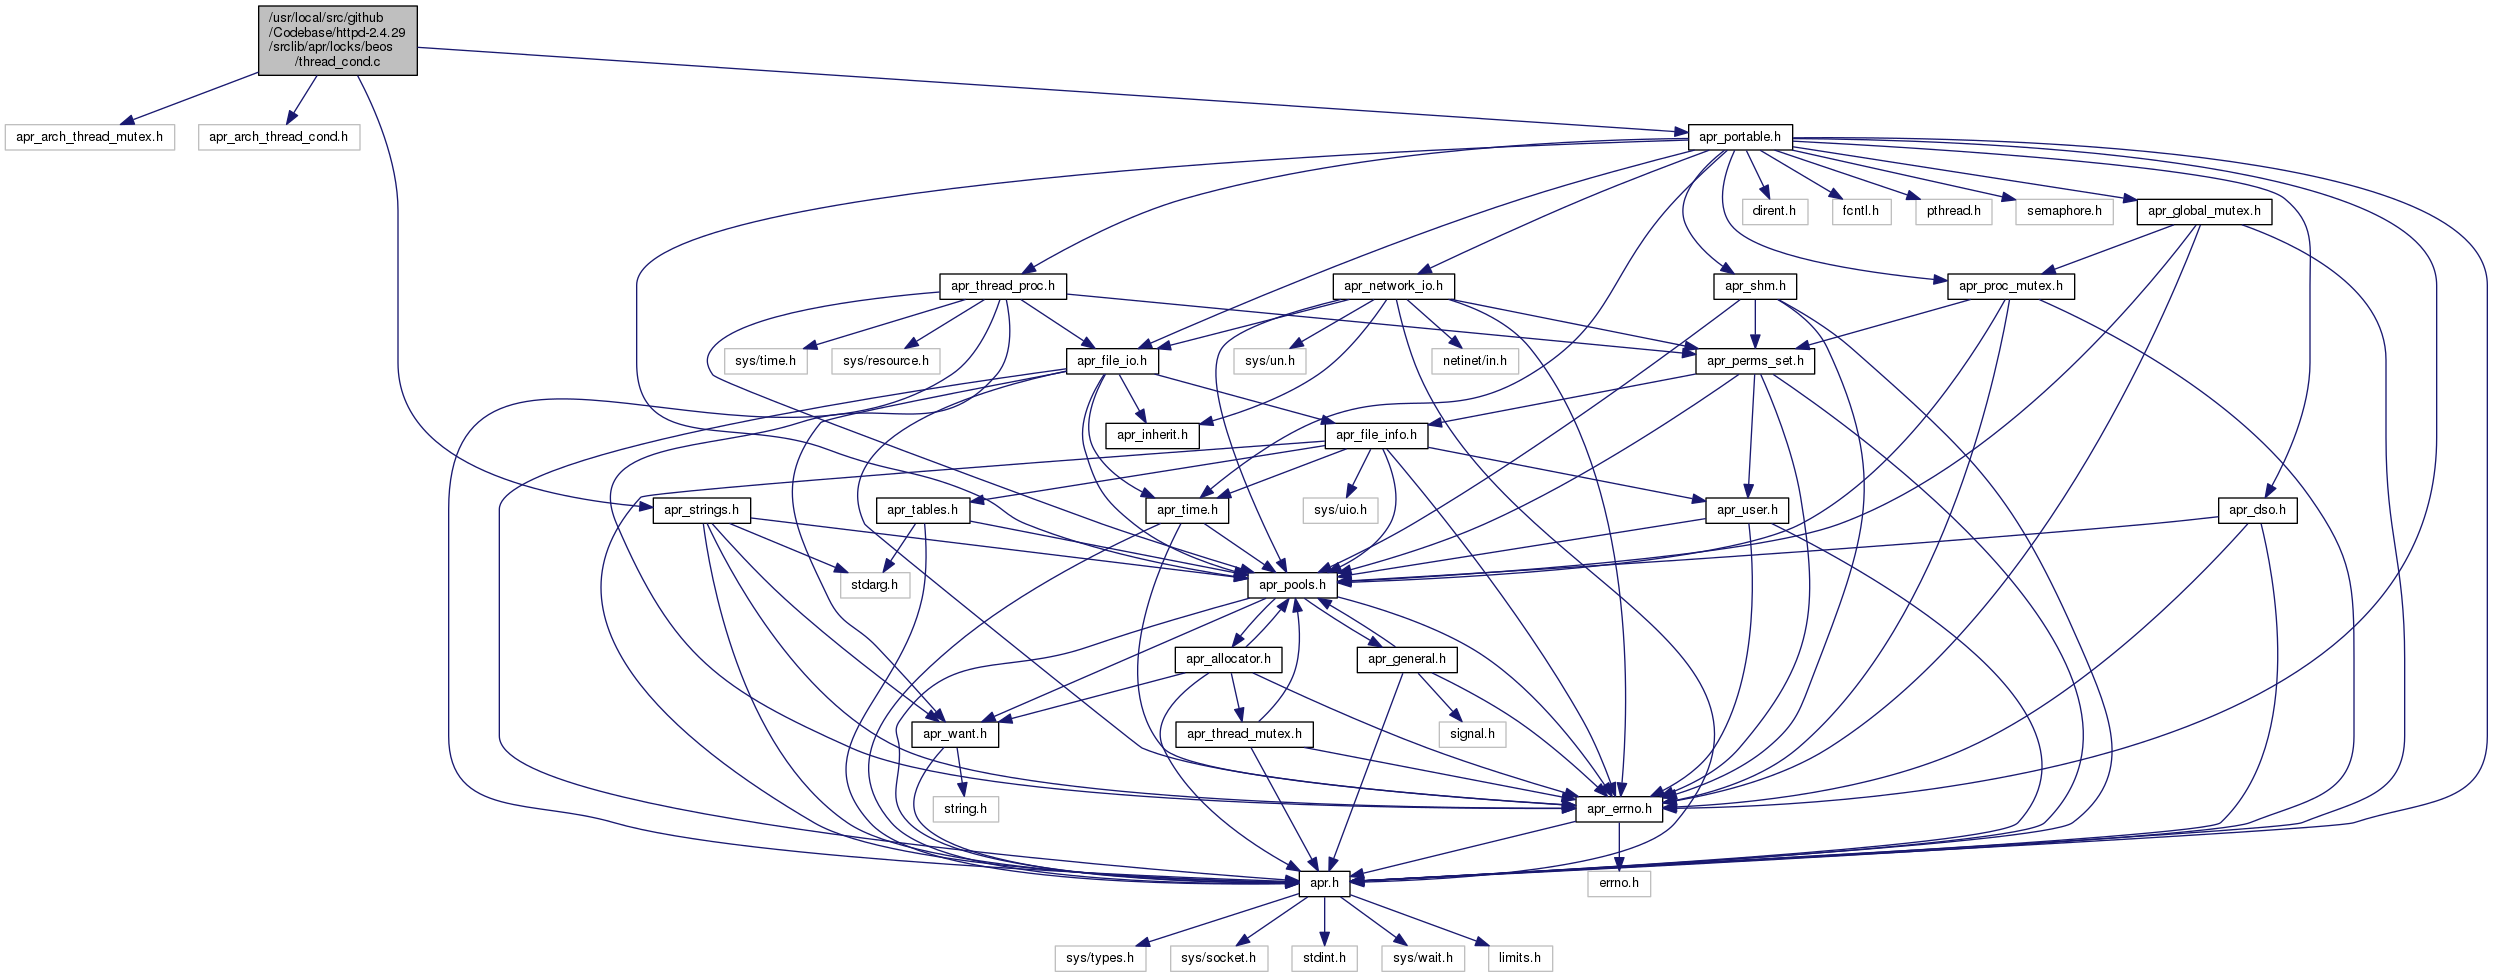 /usr/local/src/github
/Codebase/httpd-2.4.29
/srclib/apr/locks/beos
/thread_cond.c
apr_arch_thread_mutex.h
apr_arch_thread_cond.h
apr_portable.h
dirent.h
fcntl.h
pthread.h
semaphore.h
apr_global_mutex.h
apr_thread_proc.h
apr_network_io.h
apr_shm.h
apr_proc_mutex.h
sys/time.h
sys/resource.h
apr_file_io.h
sys/un.h
netinet/in.h
apr_perms_set.h
apr_inherit.h
apr_file_info.h
apr_strings.h
apr_tables.h
apr_time.h
sys/uio.h
apr_user.h
apr_dso.h
stdarg.h
apr_pools.h
apr_allocator.h
apr_general.h
apr_want.h
apr_thread_mutex.h
signal.h
string.h
apr_errno.h
apr.h
errno.h
sys/types.h
sys/socket.h
stdint.h
sys/wait.h
limits.h